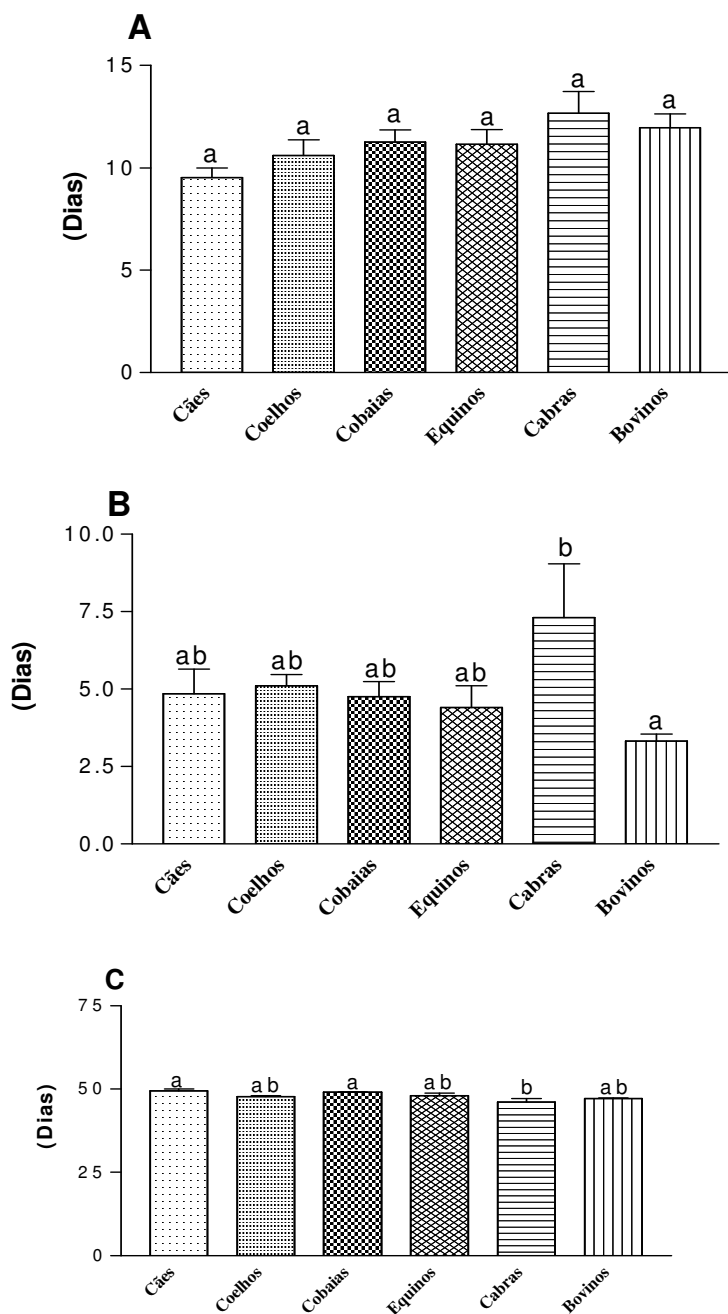 A
(Dias)
15
10
5
0
a a a a a a
Cães Coelhos Cobaias Equinos Cabras Bovinos
B
(Dias)
10.0
7.5
5.0
2.5
0.0
ab ab ab ab b a
Cães Coelhos Cobaias Equinos Cabras Bovinos
C
(Dias)
75
50
25
0
a ab a ab b ab
Cães Coelhos Cobaias Equinos Cabras Bovinos